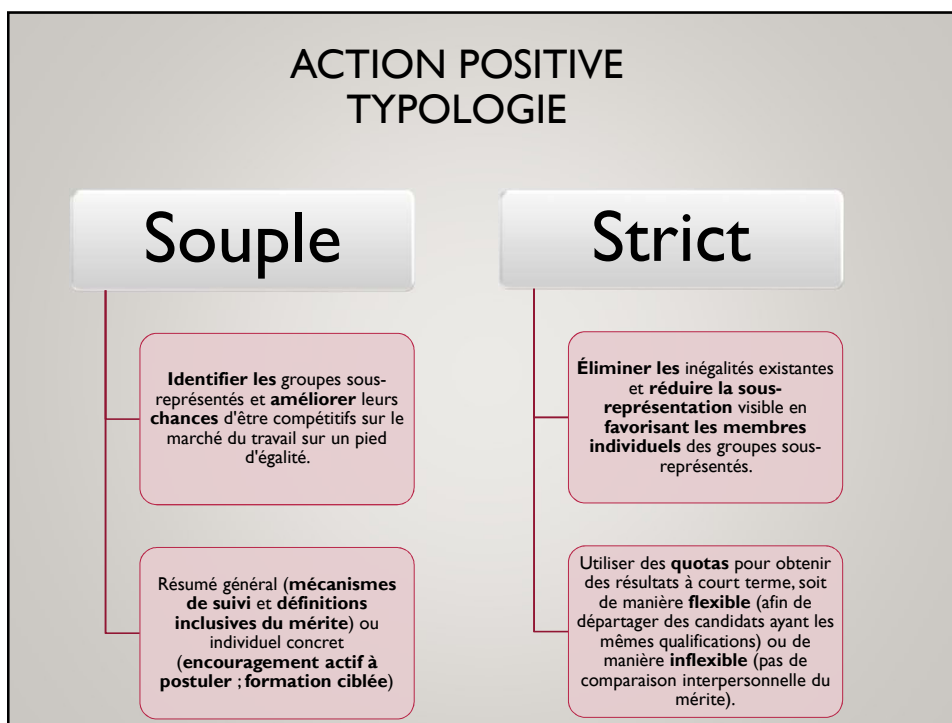 ACTION POSITIVE
TYPOLOGIE
Souple
Identifier les groupes sous-
représentés et améliorer leurs
chances d'être compétitifs sur le
marché du travail sur un pied
d'égalité.
Résumé général (mécanismes
de suivi et définitions
inclusives du mérite) ou
individuel concret
(encouragement actif à
postuler ; formation ciblée)
Strict
Éliminer les inégalités existantes
et réduire la sous-
représentation visible en
favorisant les membres
individuels des groupes sous-
représentés.
Utiliser des quotas pour obtenir
des résultats à court terme, soit
de manière flexible (afin de
départager des candidats ayant les
mêmes qualifications) ou de
manière inflexible (pas de
comparaison interpersonnelle du
mérite).